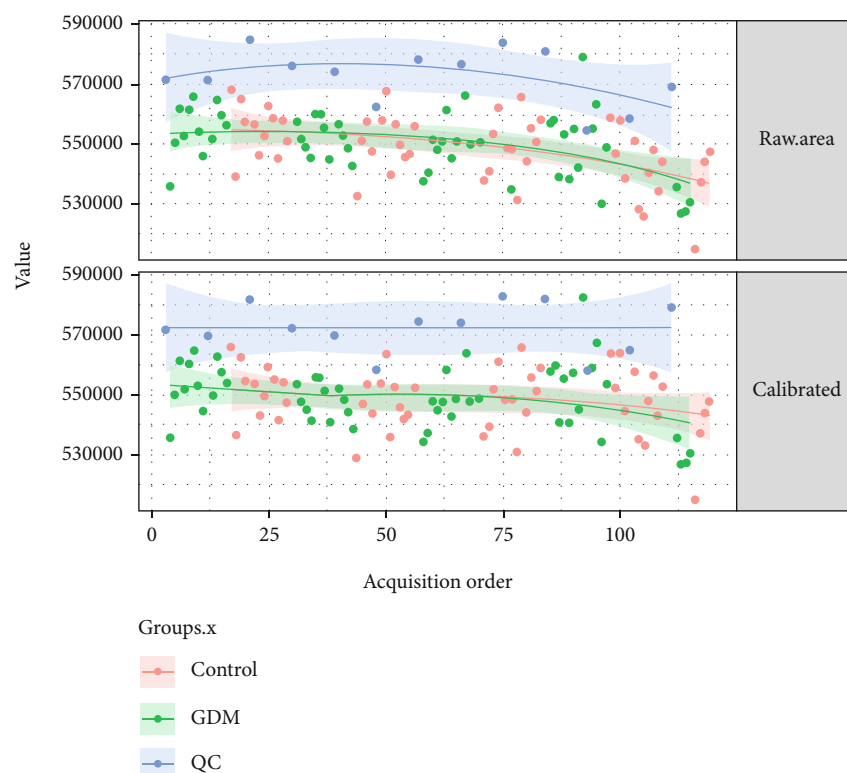 590000
570000
550000
530000
Raw.area
Value
590000
570000
550000
530000
Calibrated
0 25 50 75 100
Acquisition order
Groups.x
Control
GDM
QC